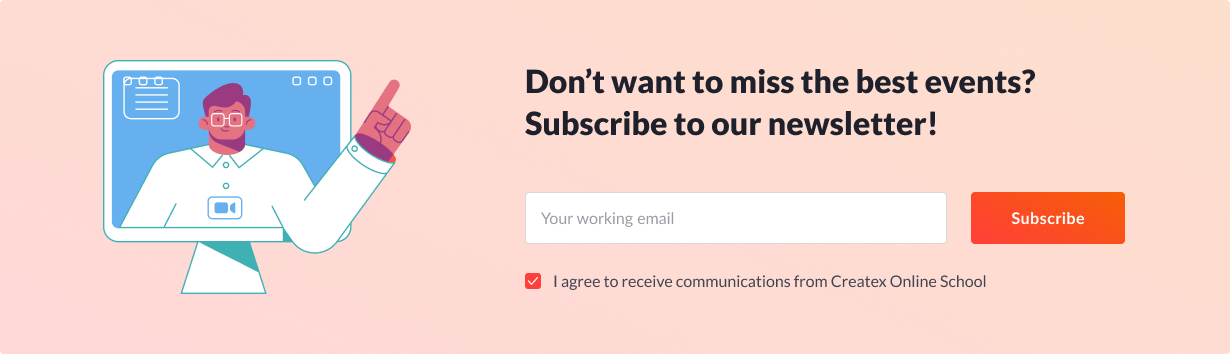 Don’t want to miss the best events?
Subscribe to our newsletter!
Your working email
Subscribe
I agree to receive communications from Createx Online School